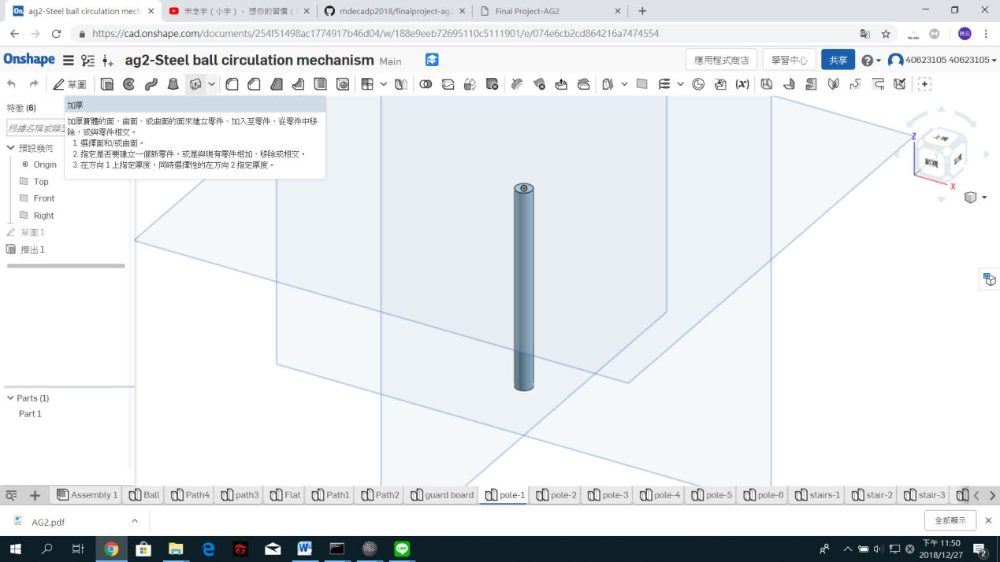 ag2-Steel ball circulation mech
宋念宇 ( 小宇 ) - 想你的習慣 (
mdecadp2018/finalproject-ag2
Final Project-AG2
https://cad.onshape.com/documents/254f51498ac1774917b46d04/w/188e9eeb72695110c5111901/e/074e6cb2cd864216a7474554
Onshape
ag2-Steel ball circulation mechanism Main
應用程式商店
學習中心
共享
40623105 40623105
草圖
特徵 (6)
加厚
加厚實體的面、曲面、或曲面的面來建立零件、加入至零件、從零件中移
除，或與零件相交。
1. 選擇面和/或曲面。
2. 指定是否要建立一個新零件，或是與現有零件相加、移除或相交。
3. 在方向 1 上指定厚度，同時選擇性的在方向 2 指定厚度。
根據名稱或類型
預設幾何
Origin
Top
Front
Right
草圖 1
擠出 1
Z
上視
前視
右視
X
Parts (1)
Part 1
Assembly 1
Ball
Path4
path3
Flat
Path1
Path2
guard board
pole-1
pole-2
pole-3
pole-4
pole-5
pole-6
stairs-1
stair-2
stair-3
AG2.pdf
全部顯示
下午 11:50
2018/12/27
2